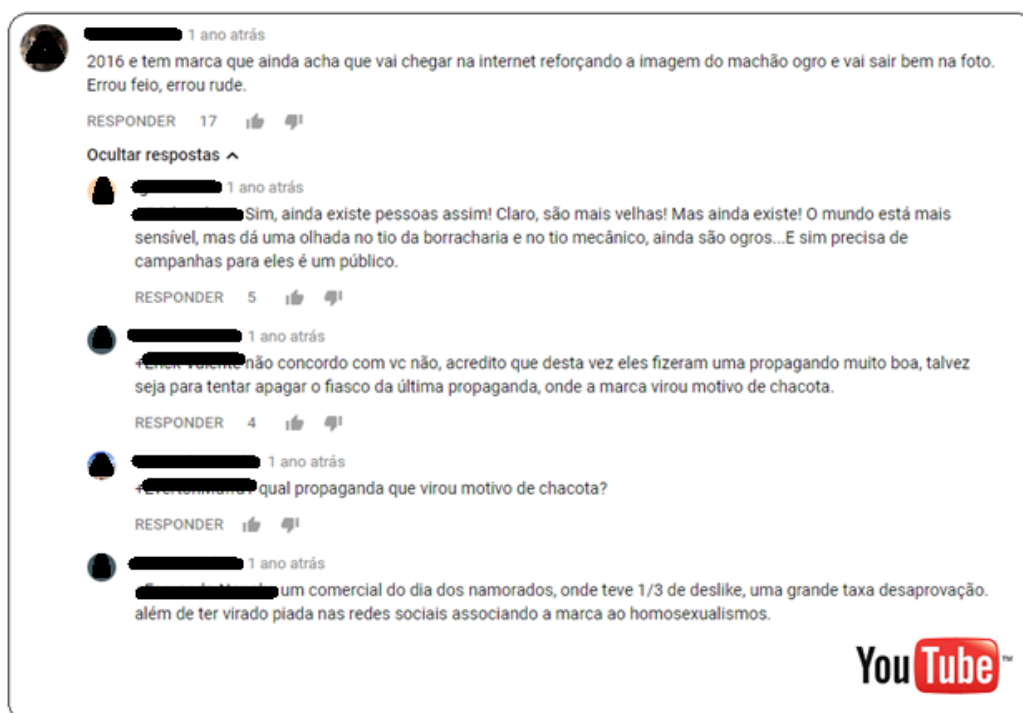 1 ano atrás
2016 e tem marca que ainda acha que vai chegar na internet reforçando a imagem do machão ogro e vai sair bem na foto.
Errou feio, errou rude.
RESPONDER 17
Ocultar respostas
1 ano atrás
Sim, ainda existe pessoas assim! Claro, são mais velhas! Mas ainda existe! O mundo está mais
sensível, mas dá uma olhada no tio da borracharia e no tio mecânico, ainda são ogros...E sim precisa de
campanhas para eles é um público.
RESPONDER 5
1 ano atrás
não concordo com vc não, acredito que desta vez eles fizeram uma propagando muito boa, talvez
seja para tentar apagar o fiasco da última propaganda, onde a marca virou motivo de chacota.
RESPONDER 4
1 ano atrás
qual propaganda que virou motivo de chacota?
RESPONDER
1 ano atrás
um comercial do dia dos namorados, onde teve 1/3 de deslike, uma grande taxa desaprovação.
além de ter virado piada nas redes sociais associando a marca ao homosexualismos.
YouTube™